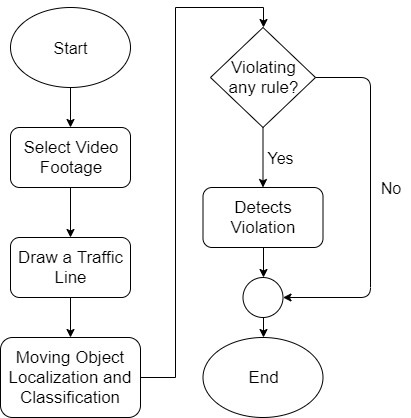 Start
Select Video
Footage
Draw a Traffic
Line
Moving Object
Localization and
Classification
Violating
any rule?
Yes
No
Detects
Violation
End